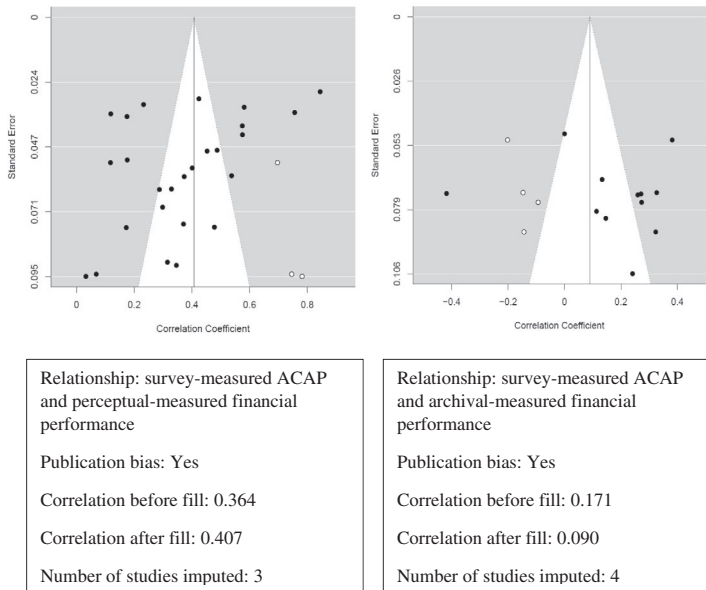 0
0.024
0.047
0.071
0.095
Standard Error
0
0.2
0.4
0.6
0.8
Correlation Coefficient
0
0.026
0.053
0.079
0.106
Standard Error
−0.4
−0.2
0
0.2
0.4
Correlation Coefficient
Relationship: survey-measured ACAP
and perceptual-measured financial
performance
Publication bias: Yes
Correlation before fill: 0.364
Correlation after fill: 0.407
Number of studies imputed: 3
Relationship: survey-measured ACAP
and archival-measured financial
performance
Publication bias: Yes
Correlation before fill: 0.171
Correlation after fill: 0.090
Number of studies imputed: 4